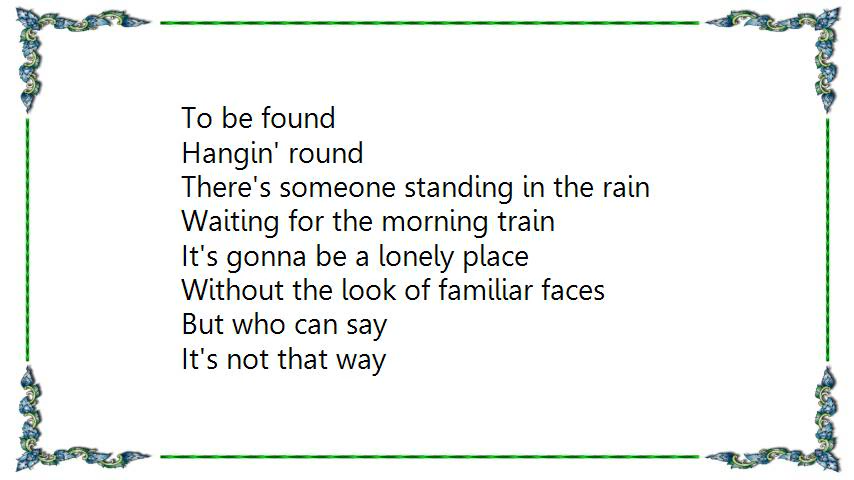 To be found
Hangin' round
There's someone standing in the rain
Waiting for the morning train
It's gonna be a lonely place
Without the look of familiar faces
But who can say
It's not that way